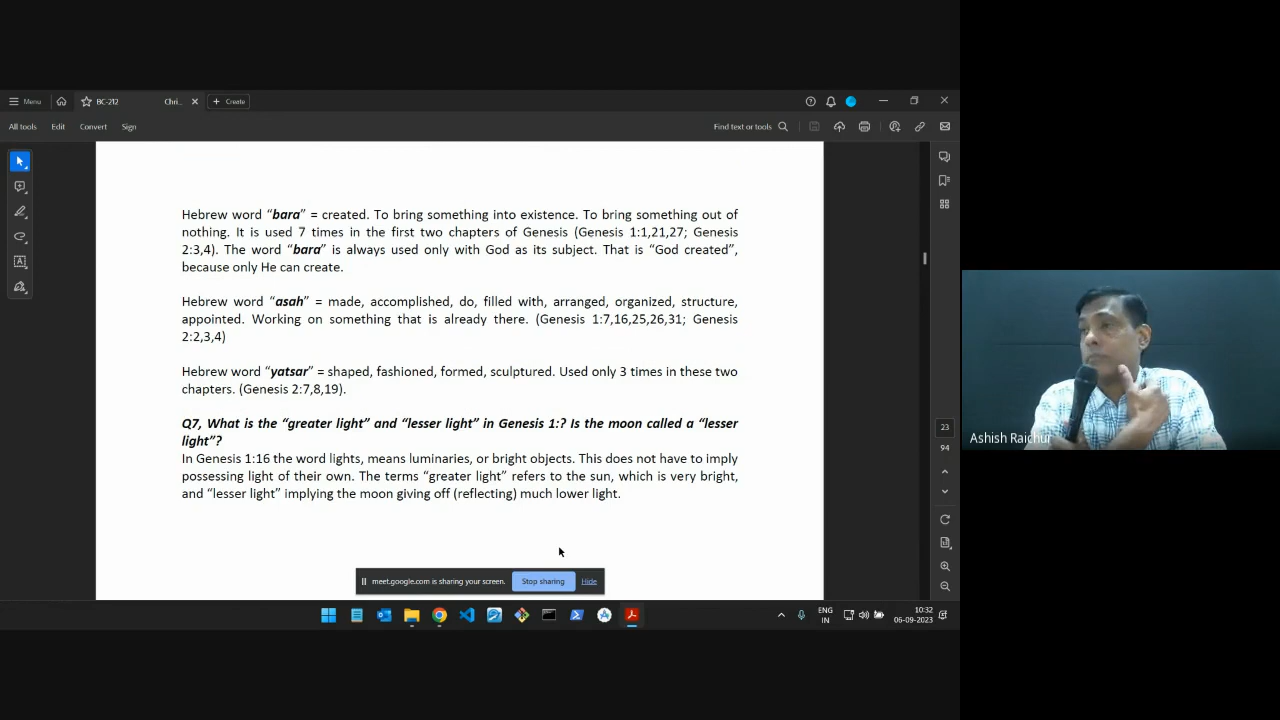 Menu
BC-212
Chri...
Create
All tools
Edit
Convert
Sign
Find text or tools
Hebrew word “bara” = created. To bring something into existence. To bring something out of
nothing. It is used 7 times in the first two chapters of Genesis (Genesis 1:1,21,27; Genesis
2:3,4). The word “bara” is always used only with God as its subject. That is “God created”,
because only He can create.
Hebrew word “asah” = made, accomplished, do, filled with, arranged, organized, structure,
appointed. Working on something that is already there. (Genesis 1:7,16,25,26,31; Genesis
2:2,3,4)
Hebrew word “yatsar” = shaped, fashioned, formed, sculptured. Used only 3 times in these two
chapters. (Genesis 2:7,8,19).
Q7, What is the “greater light” and “lesser light” in Genesis 1:? Is the moon called a “lesser
light”?
In Genesis 1:16 the word lights, means luminaries, or bright objects. This does not have to imply
possessing light of their own. The terms “greater light” refers to the sun, which is very bright,
and “lesser light” implying the moon giving off (reflecting) much lower light.
23
94
Ashish Raichur
meet.google.com is sharing your screen.
Stop sharing
Hide
ENG
IN
10:32
06-09-2023